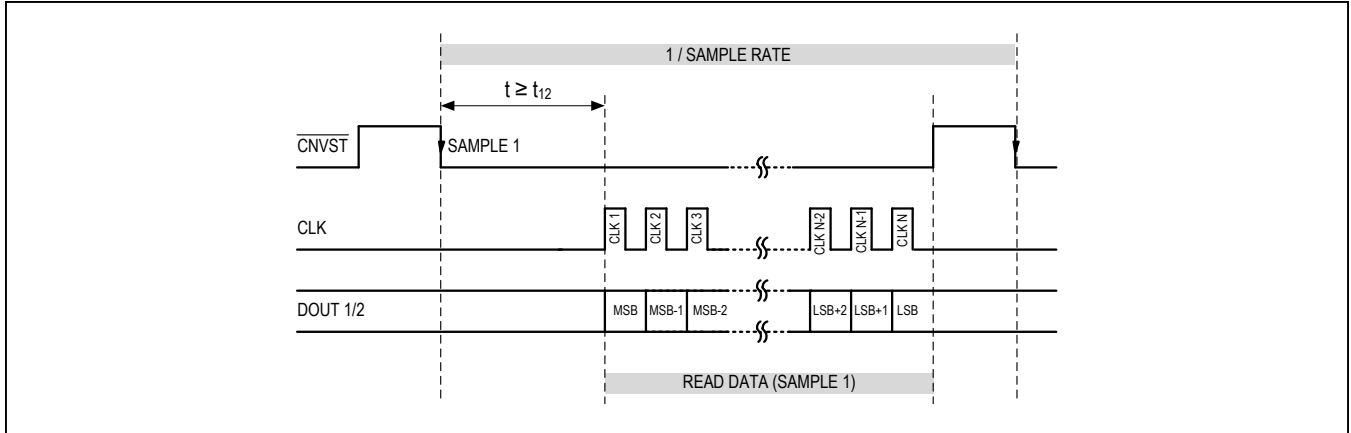 1 / SAMPLE RATE
t ≥ t12
CNVST
SAMPLE 1
CLK
CLK 1
CLK 2
CLK 3
CLK N-2
CLK N-1
CLK N
DOUT 1/2
MSB
MSB-1
MSB-2
LSB+2
LSB+1
LSB
READ DATA (SAMPLE 1)